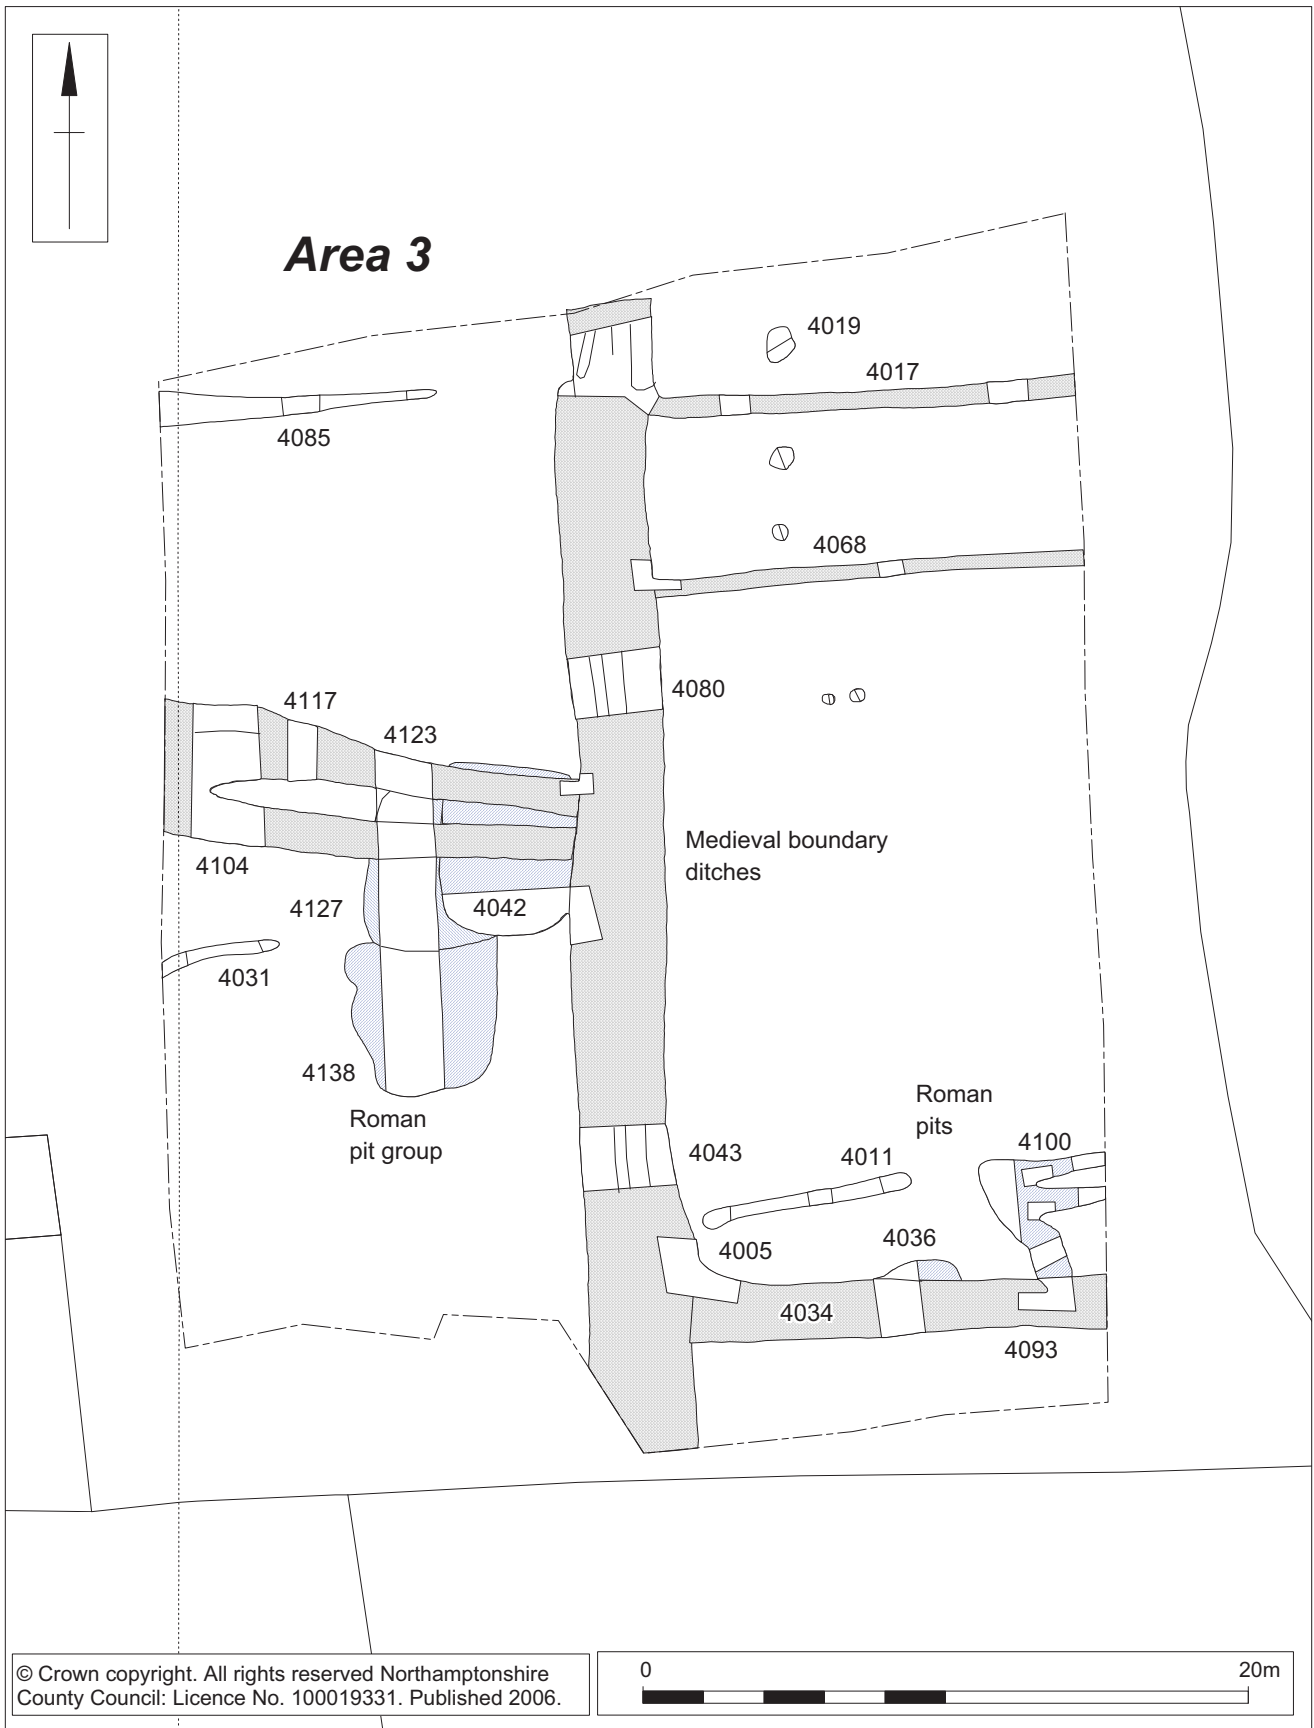 Area 3
4019
4017
4085
4068
4080
4117
4123
Medieval boundary
ditches
4104
4127
4042
4031
4138
Roman
pit group
Roman
pits
4100
4043
4011
4005
4036
4034
4093
© Crown copyright. All rights reserved Northamptonshire
County Council: Licence No. 100019331. Published 2006.
0 20m